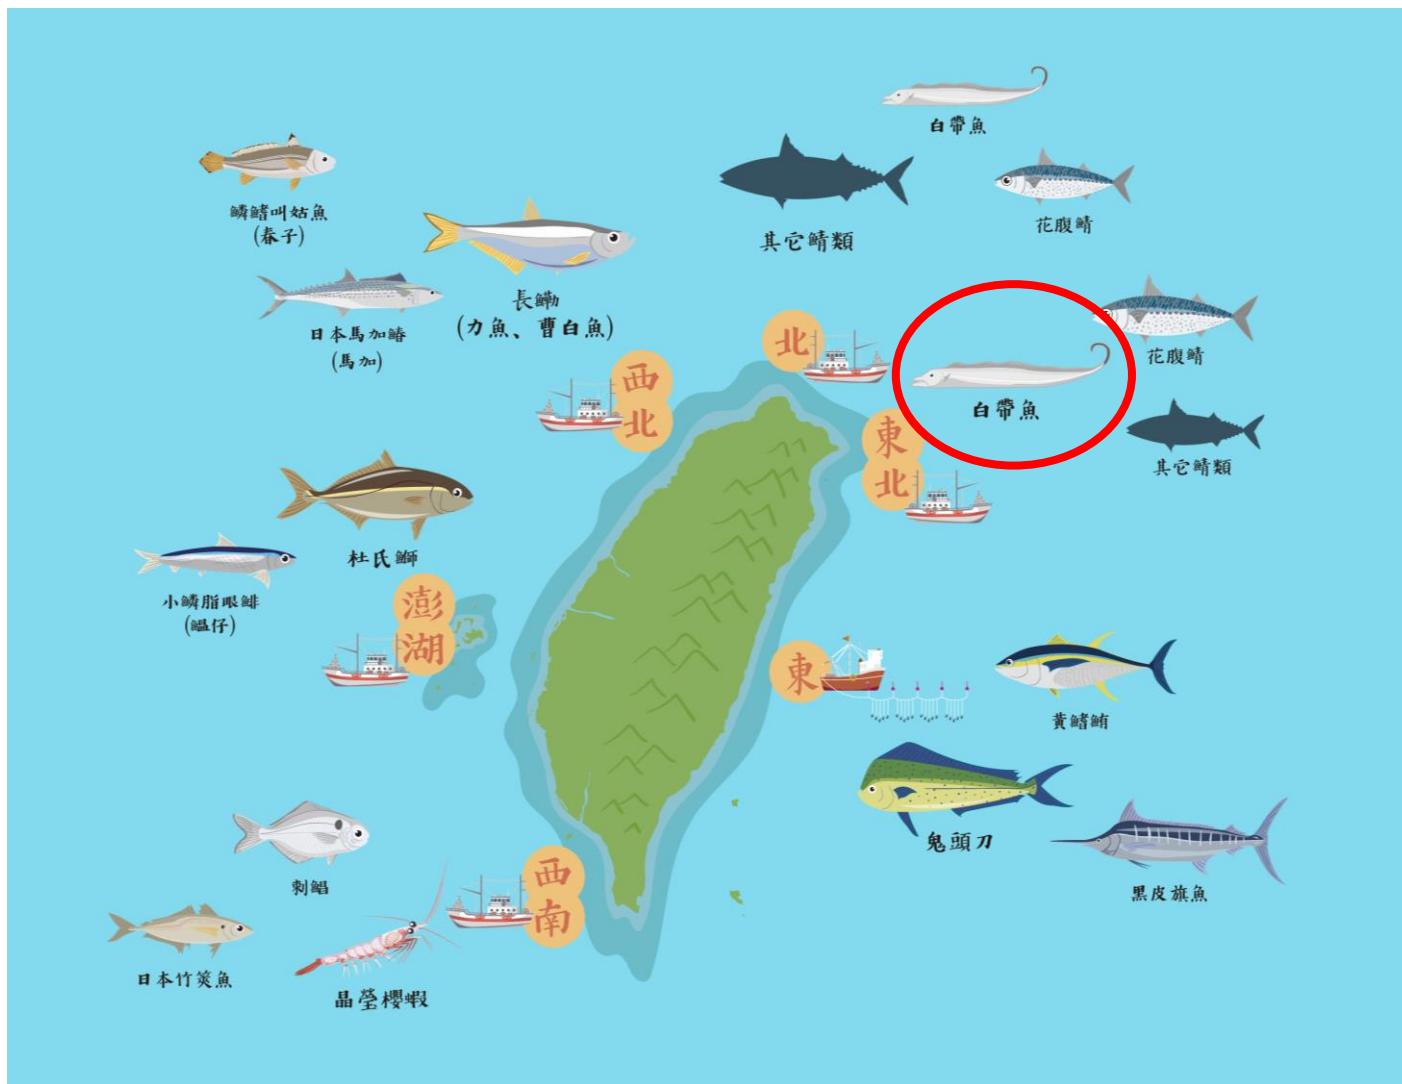 白帶魚
其它鯖類
花腹鯖
鱗鰭叫姑魚
(春子)
長鰳
(力魚、曹白魚)
日本馬加鰆
(馬加)
北
花腹鯖
白帶魚
其它鯖類
西
北
東
北
杜氏鰤
小鱗脂眼鯡
(鰮仔)
澎
湖
東
黃鰭鮪
鬼頭刀
黑皮旗魚
刺鯧
西
南
日本竹筴魚
晶瑩櫻蝦